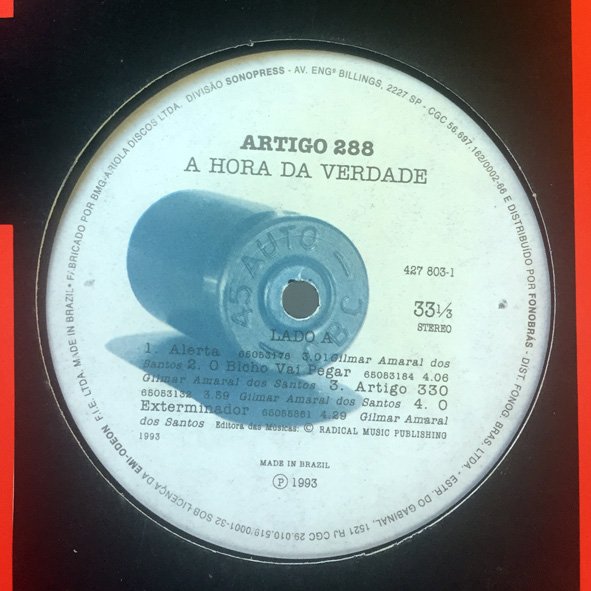 ARTIGO 288
A HORA DA VERDADE
427 803-1
33⅓
STEREO
45 AUTO
LADO A
1. Alerta 65053176 3.01 Gilmar Amaral dos
Santos 2. O Bicho Vai Pegar 65053184 4.06
Gilmar Amaral dos Santos 3. Artigo 330
65053132 3.59 Gilmar Amaral dos Santos 4. O
Exterminador 65055861 4.29 Gilmar Amaral
dos Santos Editora das Músicas: © RADICAL MUSIC PUBLISHING
1993
MADE IN BRAZIL
℗ 1993
MADE IN BRAZIL • FABRICADO POR BMG-ARIOLA DISCOS LTDA. DIVISÃO SONOPRESS - AV. ENGº BILLINGS, 2227 SP - CGC 56.697.162/0002-66 E DISTRIBUÍDO POR FONOBRÁS - DIST. FONOG. BRAS. LTDA. - ESTR. DO GABINAL, 1521 RJ CGC 29.010.519/0001-32 SOB LICENÇA DA EMI-ODEON F.I.E. LTDA.